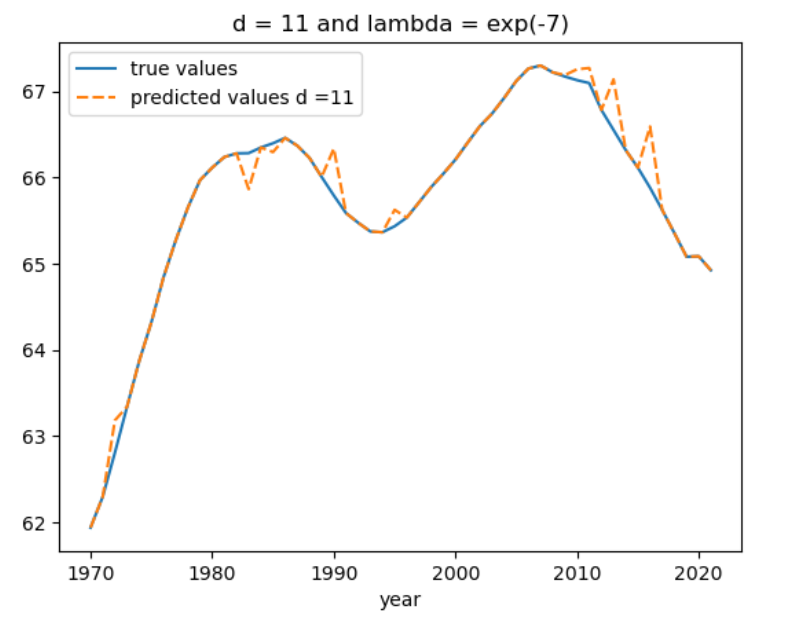 d = 11 and lambda = exp(-7)
true values
predicted values d =11
67
66
65
64
63
62
1970 1980 1990 2000 2010 2020
year